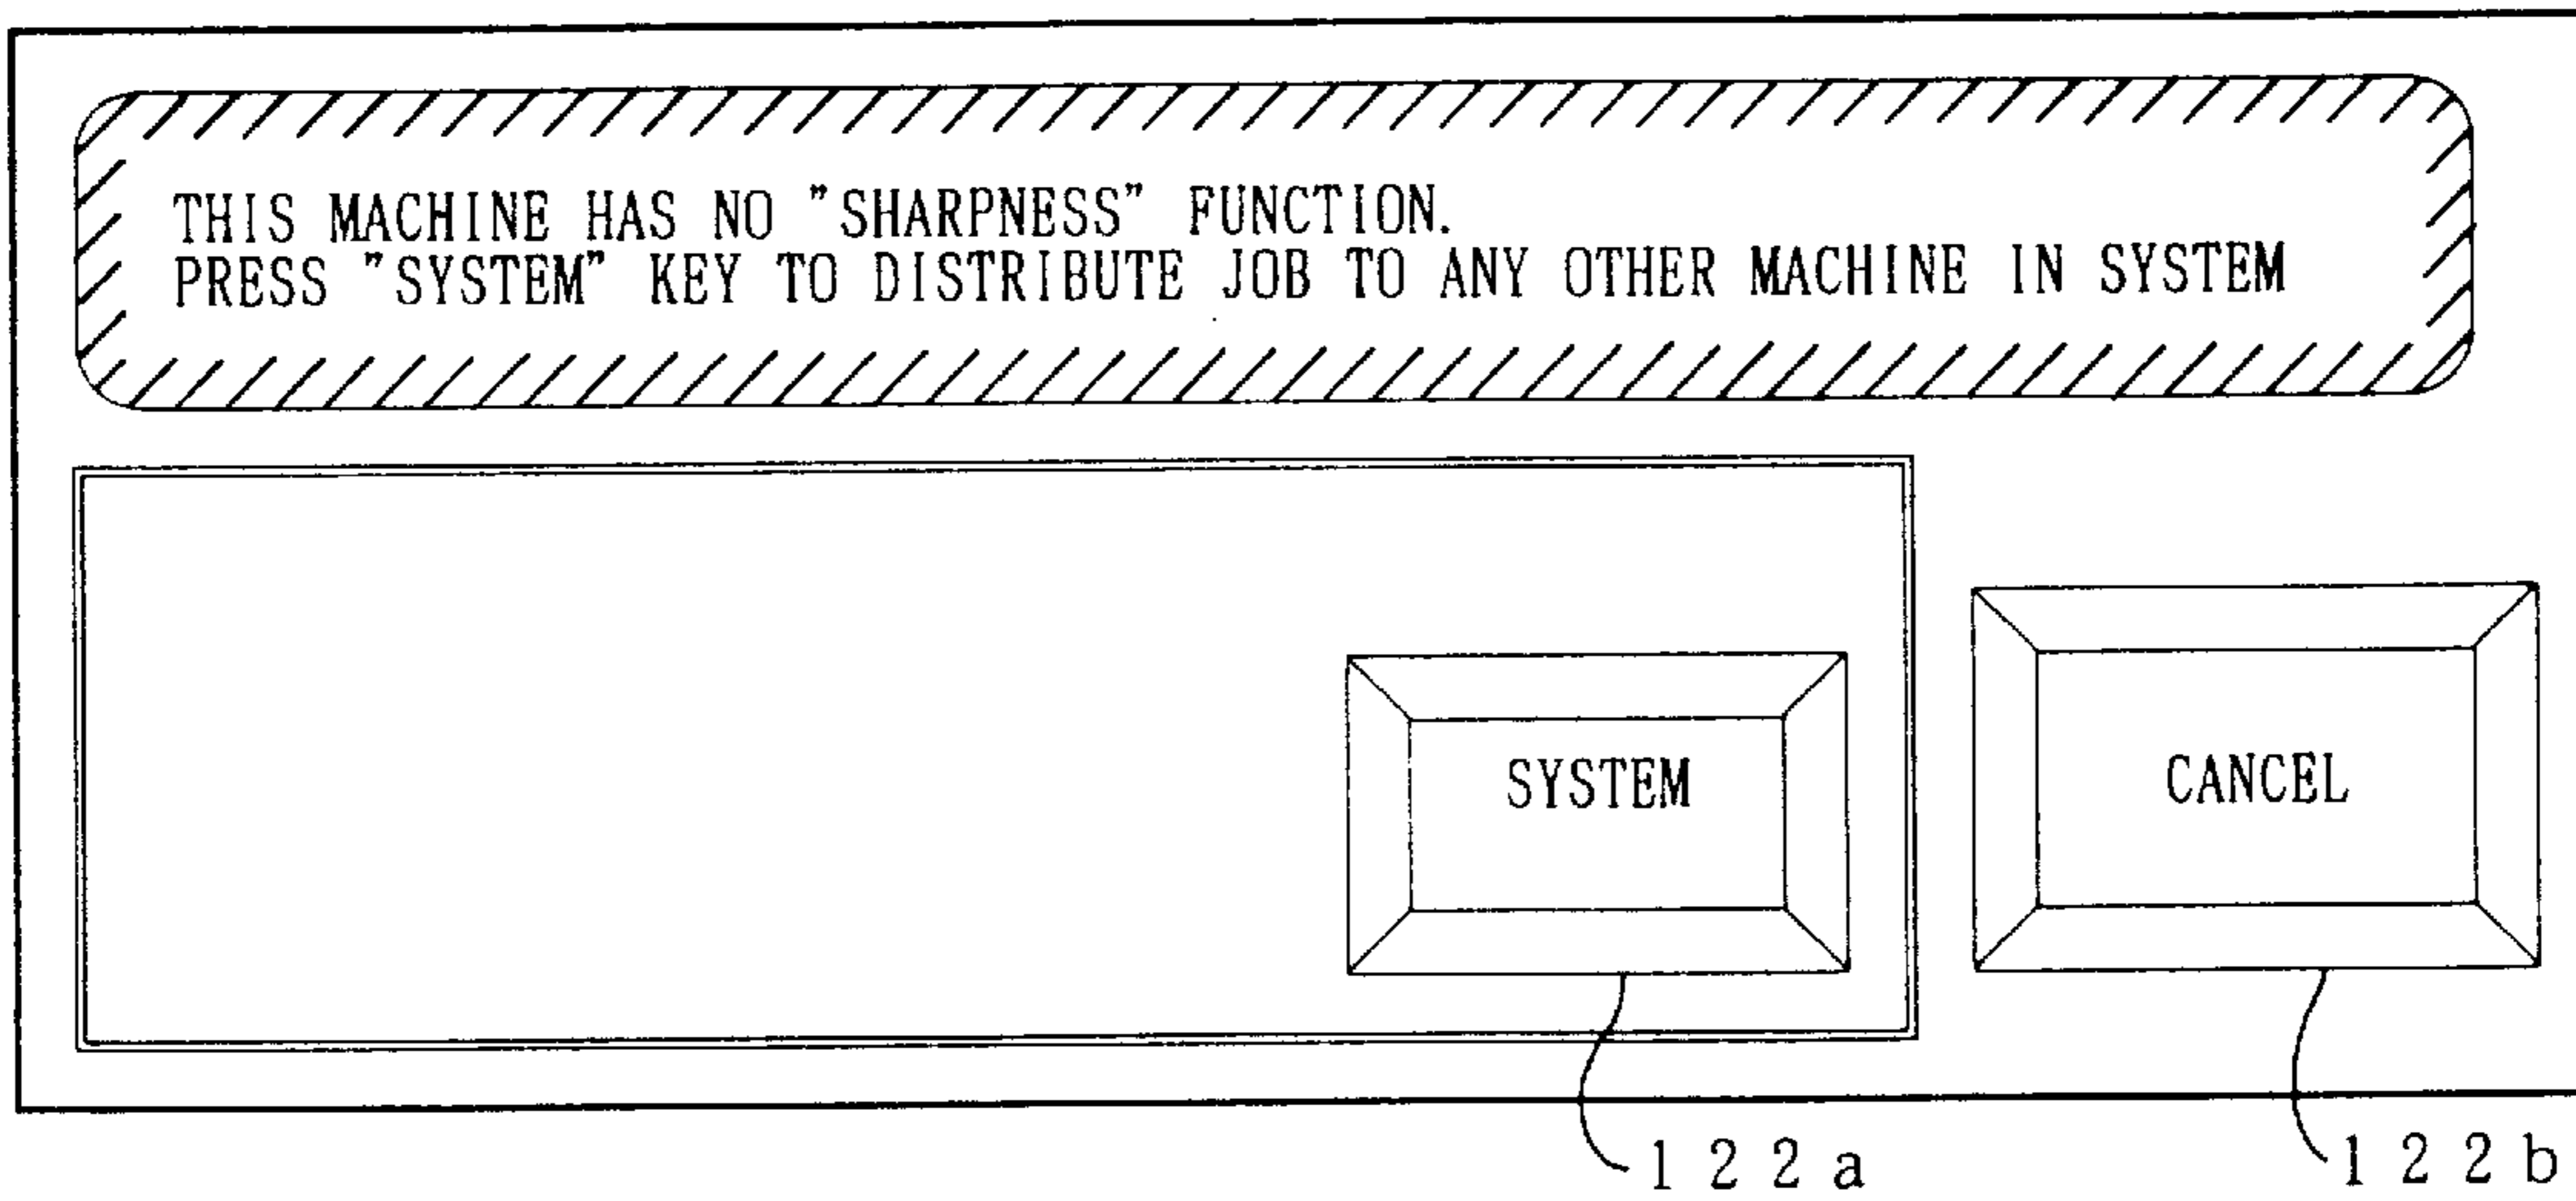 THIS MACHINE HAS NO "SHARPNESS" FUNCTION.
PRESS "SYSTEM" KEY TO DISTRIBUTE JOB TO ANY OTHER MACHINE IN SYSTEM
SYSTEM
CANCEL
122a
122b